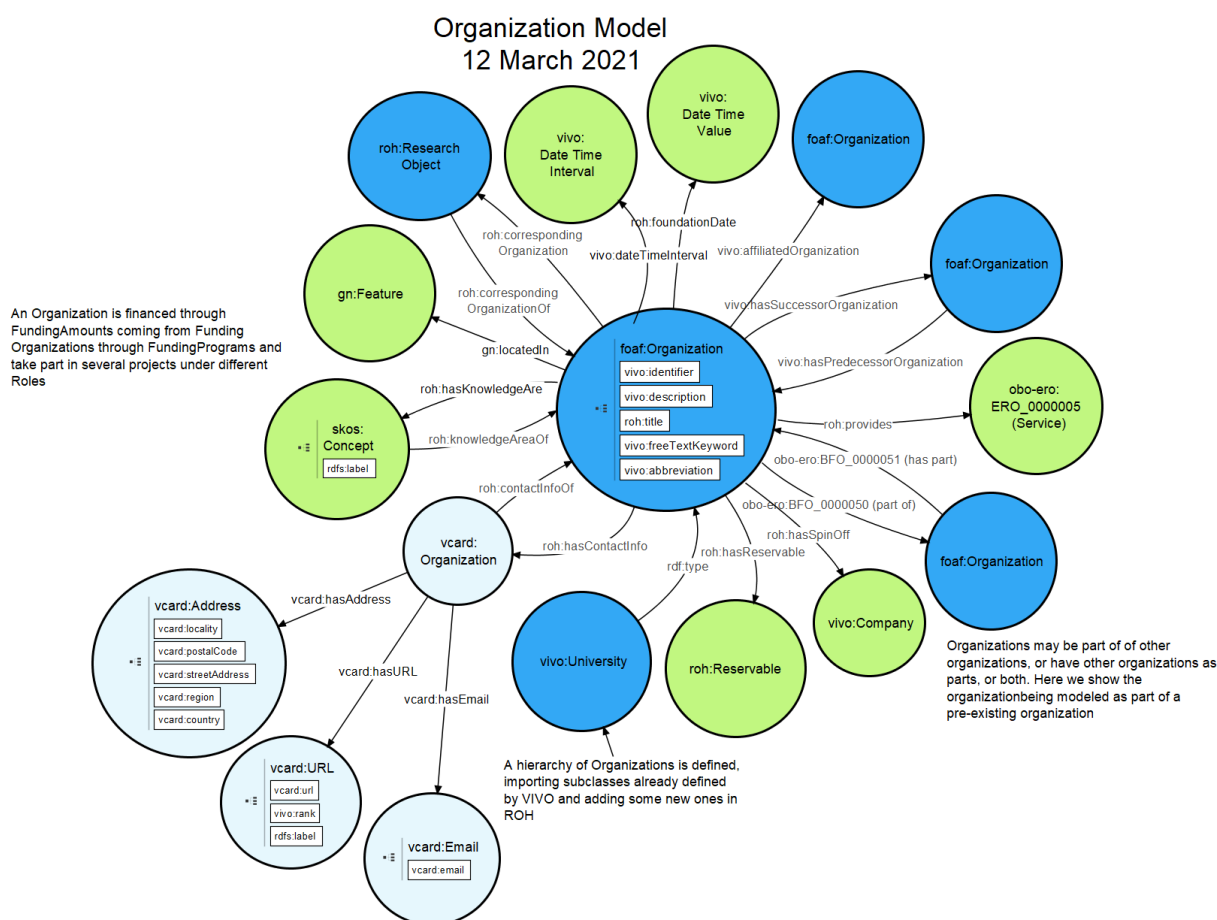 Organization Model
12 March 2021
vivo:
Date Time
Value
vivo:
Date Time
Interval
foaf:Organization
roh:Research
Object
roh:foundationDate
roh:corresponding
Organization
vivo:dateTimeInterval
vivo:affiliatedOrganization
foaf:Organization
gn:Feature
roh:corresponding
OrganizationOf
vivo:hasSuccessorOrganization
An Organization is financed through
FundingAmounts coming from Funding
Organizations through FundingPrograms and
take part in several projects under different
Roles
gn:locatedIn
foaf:Organization
vivo:identifier
vivo:description
roh:title
vivo:freeTextKeyword
vivo:abbreviation
vivo:hasPredecessorOrganization
roh:hasKnowledgeAre
obo-ero:
ERO_0000005
(Service)
roh:provides
skos:
Concept
rdfs:label
roh:knowledgeAreaOf
obo-ero:BFO_0000051 (has part)
roh:contactInfoOf
obo-ero:BFO_0000050 (part of)
roh:hasSpinOff
vcard:
Organization
roh:hasContactInfo
roh:hasReservable
rdf:type
foaf:Organization
vcard:hasAddress
vcard:Address
vcard:locality
vcard:postalCode
vcard:streetAddress
vcard:region
vcard:country
vivo:Company
vcard:hasURL
vcard:hasEmail
vivo:University
roh:Reservable
Organizations may be part of of other
organizations, or have other organizations as
parts, or both. Here we show the
organizationbeing modeled as part of a
pre-existing organization
A hierarchy of Organizations is defined,
importing subclasses already defined
by VIVO and adding some new ones in
ROH
vcard:URL
vcard:url
vivo:rank
rdfs:label
vcard:Email
vcard:email